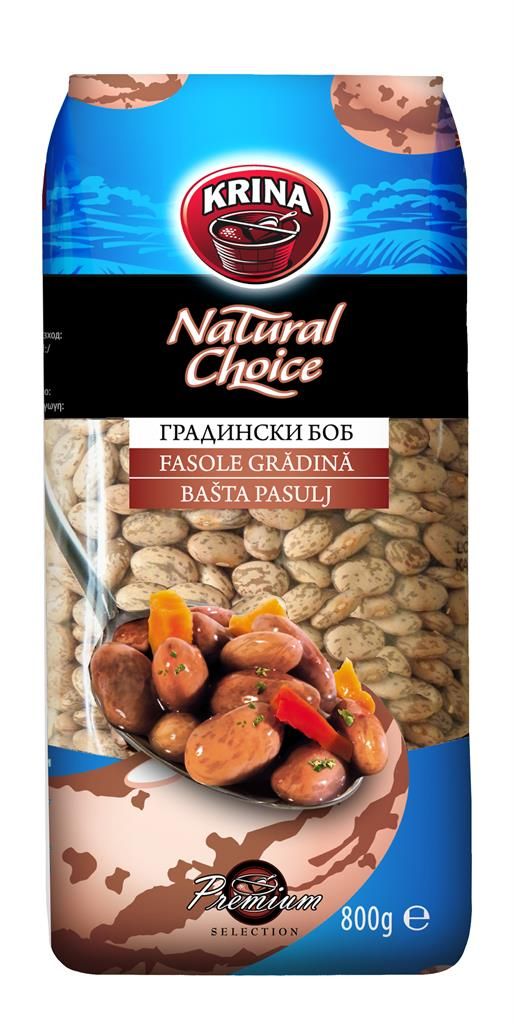 KRINA
Natural
Choice
ГРАДИНСКИ БОБ
FASOLE GRĂDINĂ
BAŠTA PASULJ
Premium
SELECTION
800g ℮